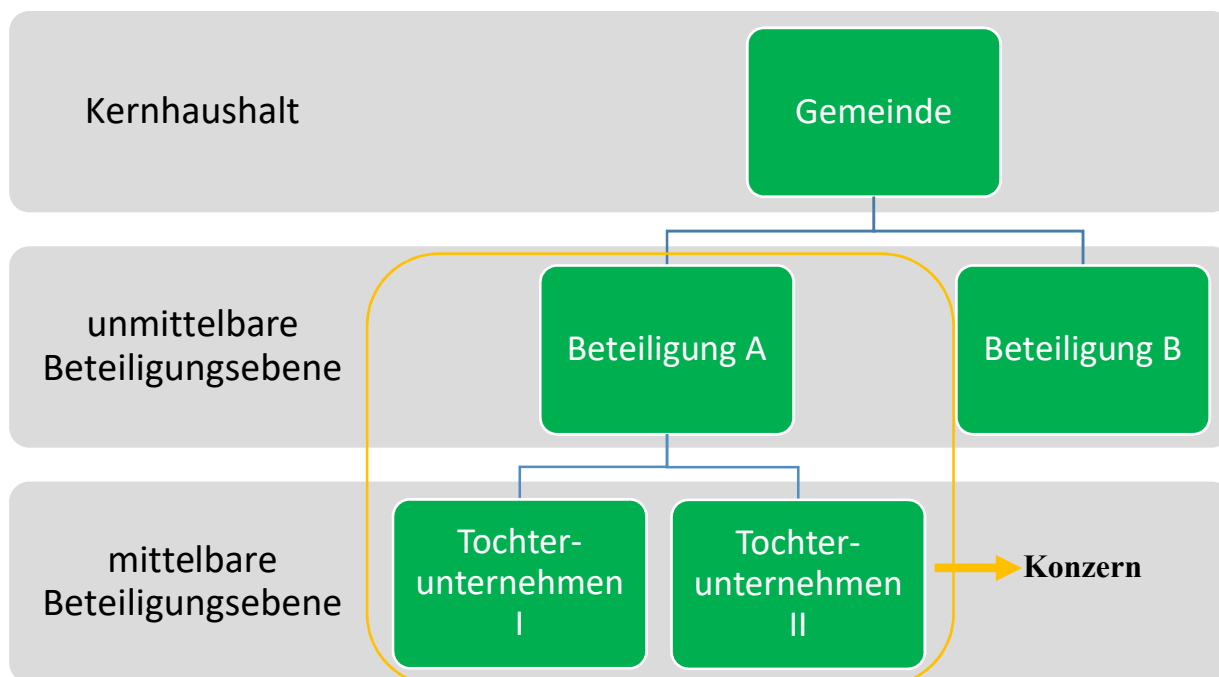 Kernhaushalt
Gemeinde
unmittelbare
Beteiligungsebene
Beteiligung A
Beteiligung B
mittelbare
Beteiligungsebene
Tochter-
unternehmen
I
Tochter-
unternehmen
II
Konzern